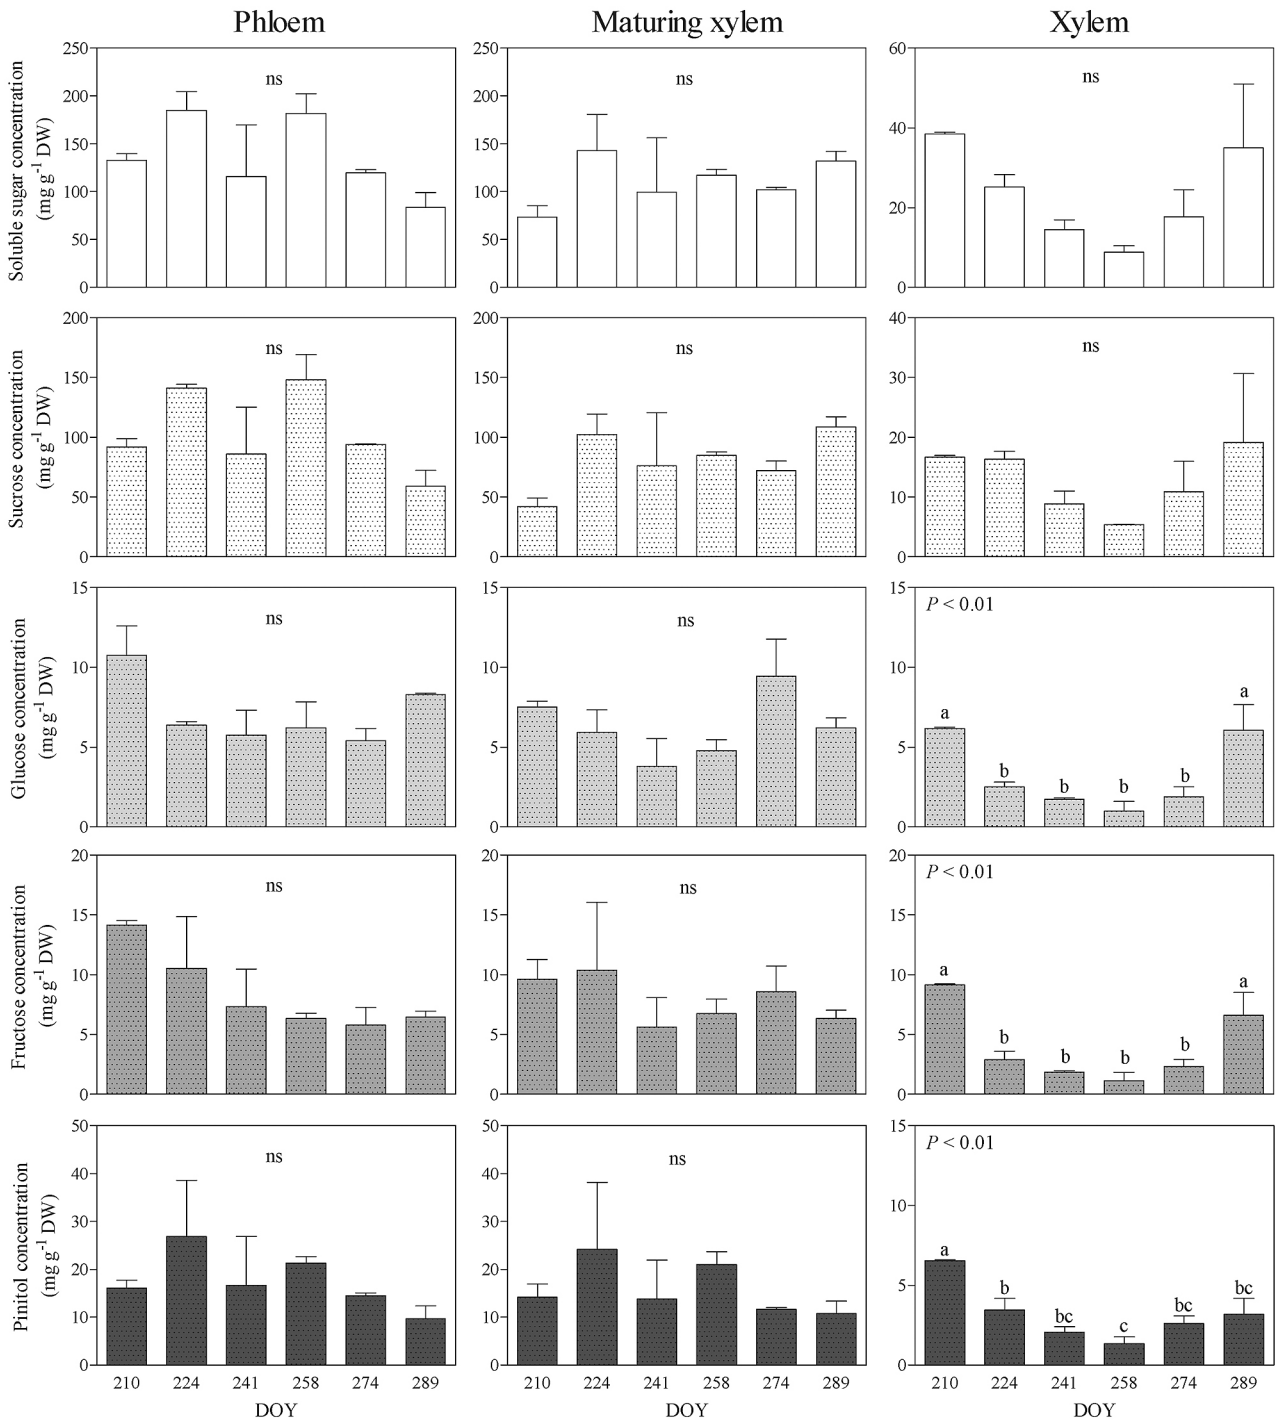 Phloem
Maturing xylem
Xylem
Soluble sugar concentration
(mg g-1 DW)
250
200
150
100
50
0
ns
250
200
150
100
50
0
ns
60
40
20
0
ns
Sucrose concentration
(mg g-1 DW)
200
150
100
50
0
ns
200
150
100
50
0
ns
40
30
20
10
0
ns
Glucose concentration
(mg g-1 DW)
15
10
5
0
ns
15
10
5
0
ns
15
10
5
0
P < 0.01
a
b
b
b
b
a
Fructose concentration
(mg g-1 DW)
20
15
10
5
0
ns
20
15
10
5
0
ns
20
15
10
5
0
P < 0.01
a
b
b
b
b
a
Pinitol concentration
(mg g-1 DW)
50
40
30
20
10
0
ns
50
40
30
20
10
0
ns
15
10
5
0
P < 0.01
a
b
bc
c
bc
bc
210 224 241 258 274 289
210 224 241 258 274 289
210 224 241 258 274 289
DOY
DOY
DOY